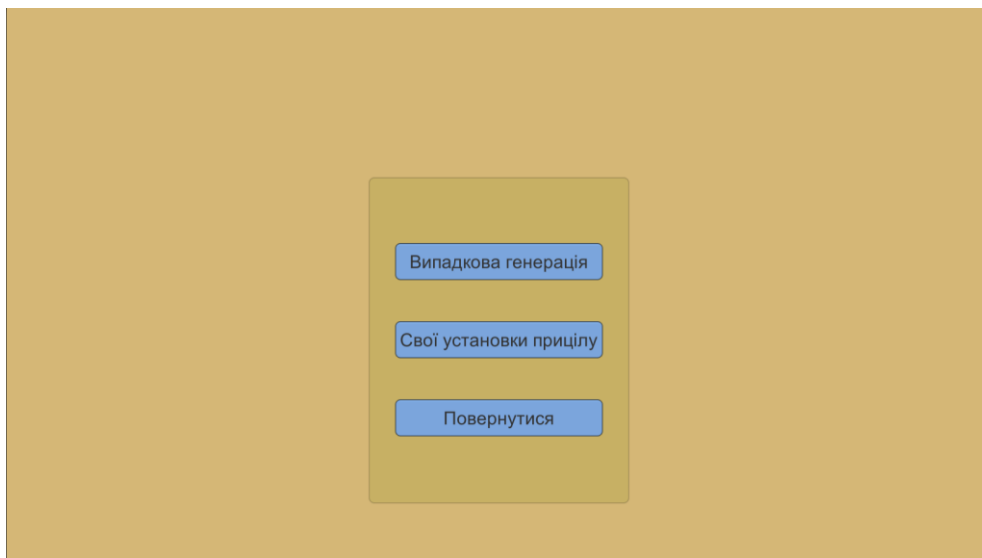 Випадкова генерація
Свої установки прицілу
Повернутися